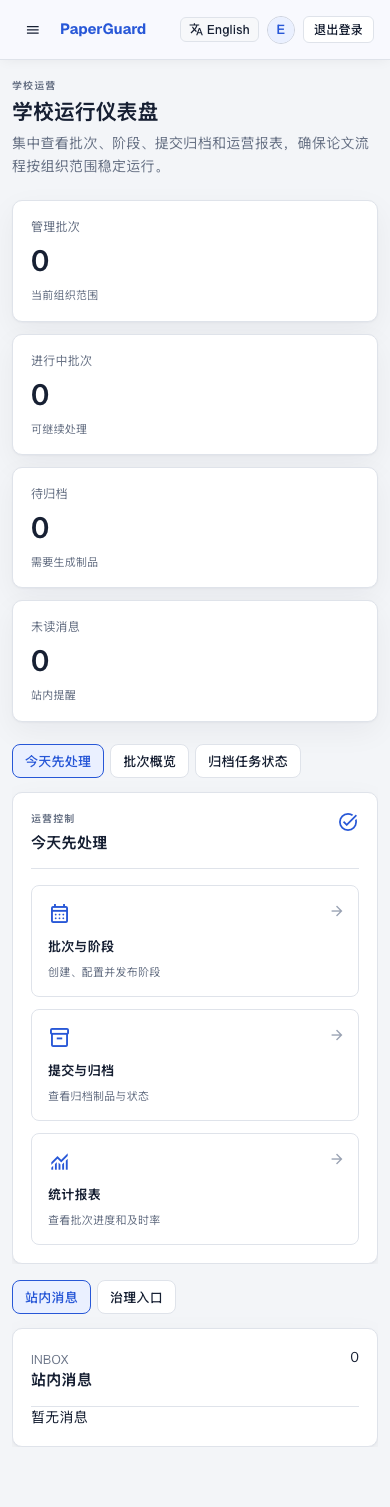 PaperGuard
English
E
退出登录
学校运营
学校运行仪表盘
集中查看批次、阶段、提交归档和运营报表，确保论文流
程按组织范围稳定运行。
管理批次
0
当前组织范围
进行中批次
0
可继续处理
待归档
0
需要生成制品
未读消息
0
站内提醒
今天先处理
批次概览
归档任务状态
运营控制
今天先处理
批次与阶段
创建、配置并发布阶段
提交与归档
查看归档制品与状态
统计报表
查看批次进度和及时率
站内消息
治理入口
INBOX
0
站内消息
暂无消息